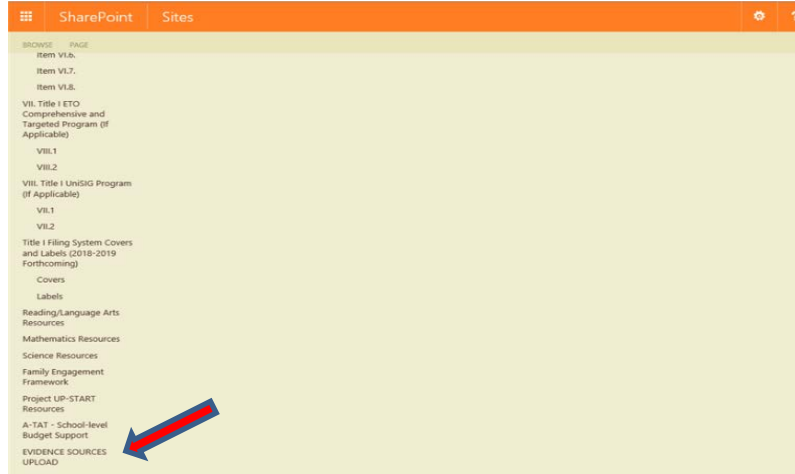 SharePoint Sites ?
BROWSE PAGE
Item VI.6.
Item VI.7.
Item VI.8.
VII. Title I ETO
Comprehensive and
Targeted Program (If
Applicable)
VIII.1
VIII.2
VIII. Title I UniSIG Program
(If Applicable)
VII.1
VII.2
Title I Filing System Covers
and Labels (2018-2019
Forthcoming)
Covers
Labels
Reading/Language Arts
Resources
Mathematics Resources
Science Resources
Family Engagement
Framework
Project UP-START
Resources
A-TAT - School-level
Budget Support
EVIDENCE SOURCES
UPLOAD